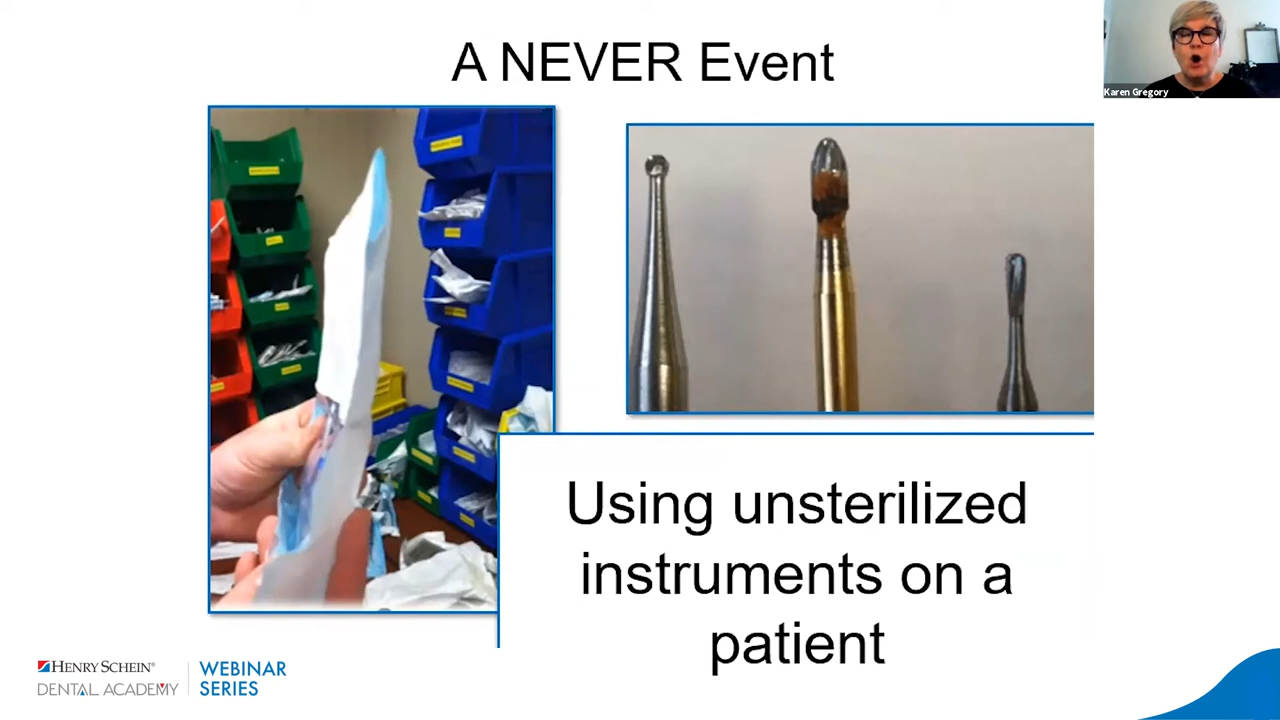 A NEVER Event
Karen Gregory
Using unsterilized
instruments on a
patient
HENRY SCHEIN®
DENTAL ACADEMY
WEBINAR
SERIES